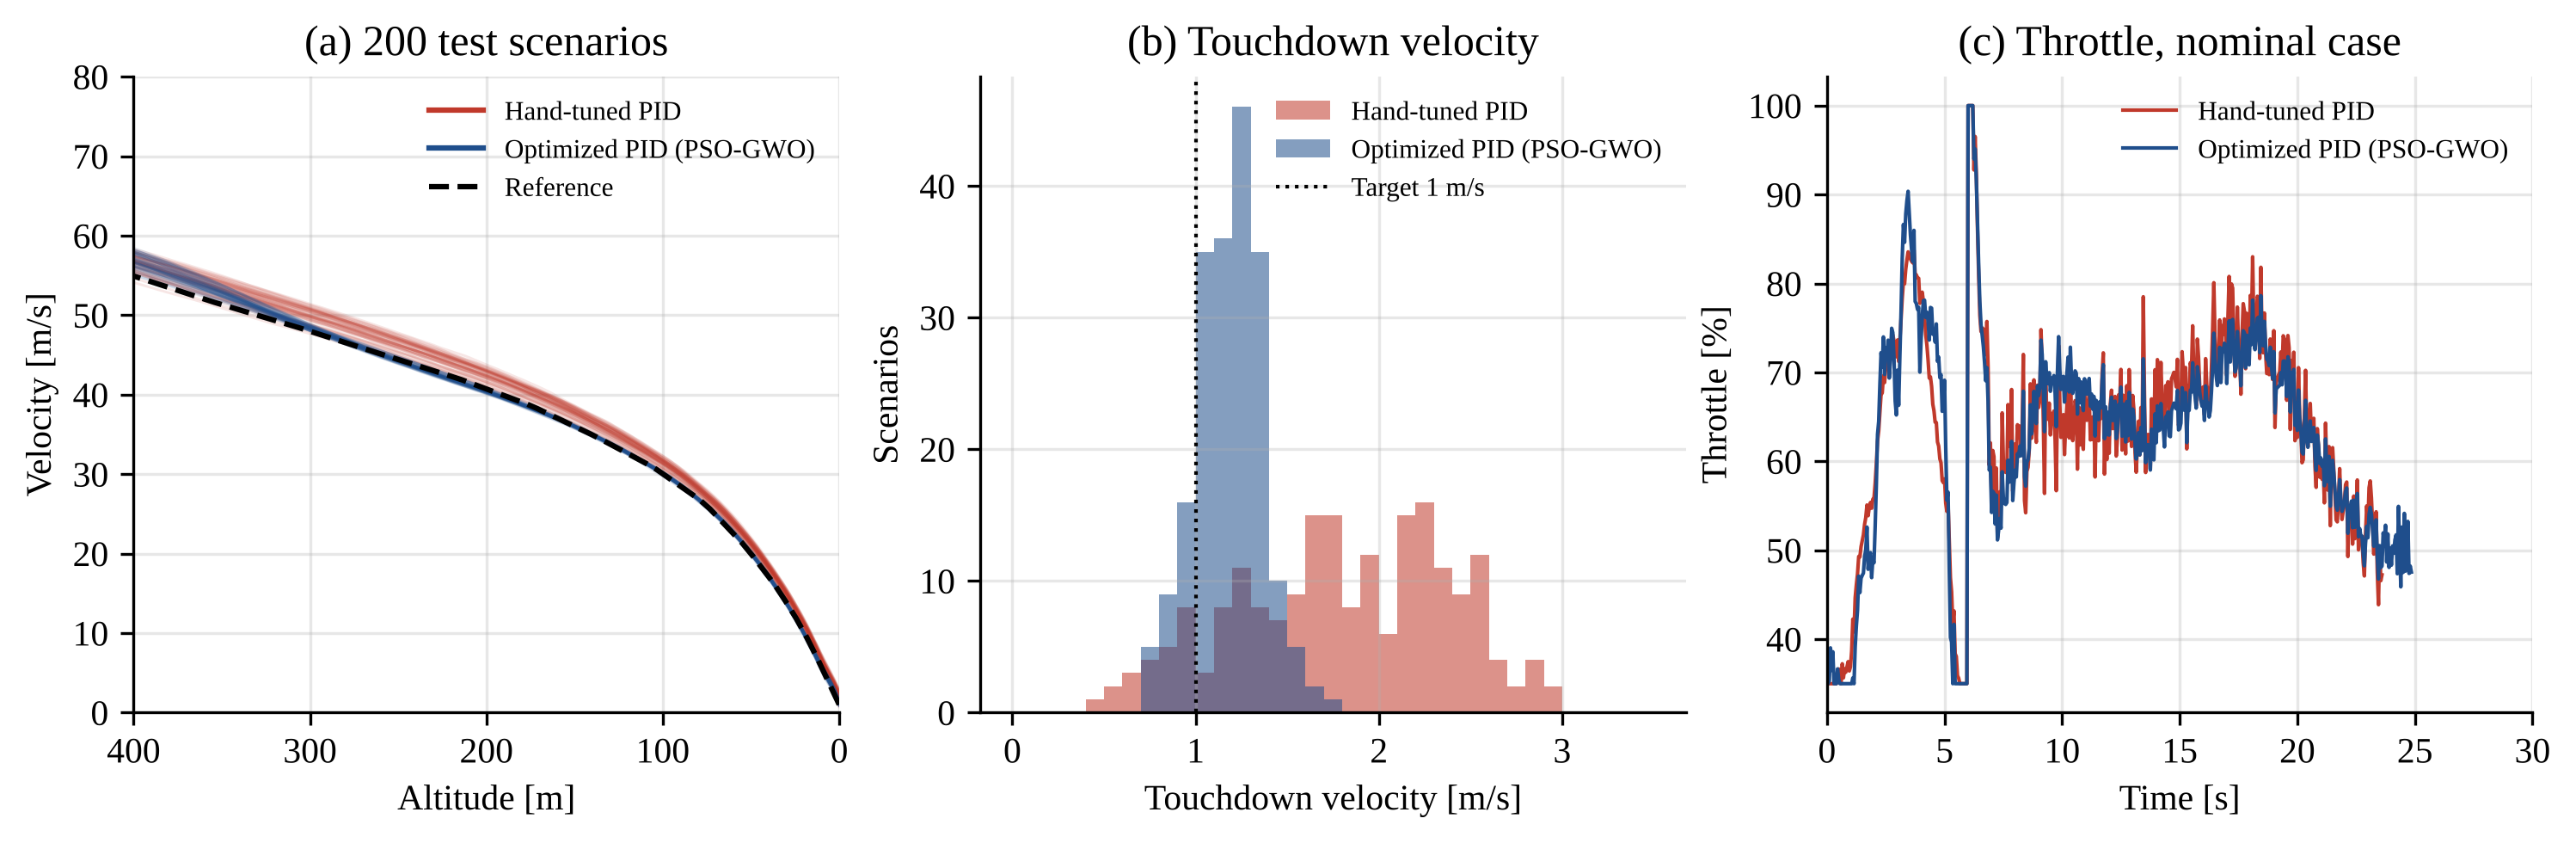 (a) 200 test scenarios
80
70
60
50
40
30
20
10
0
Velocity [m/s]
Hand-tuned PID
Optimized PID (PSO-GWO)
Reference
400 300 200 100 0
Altitude [m]
(b) Touchdown velocity
40
30
20
10
0
Scenarios
Hand-tuned PID
Optimized PID (PSO-GWO)
Target 1 m/s
0 1 2 3
Touchdown velocity [m/s]
(c) Throttle, nominal case
100
90
80
70
60
50
40
Throttle [%]
Hand-tuned PID
Optimized PID (PSO-GWO)
0 5 10 15 20 25 30
Time [s]